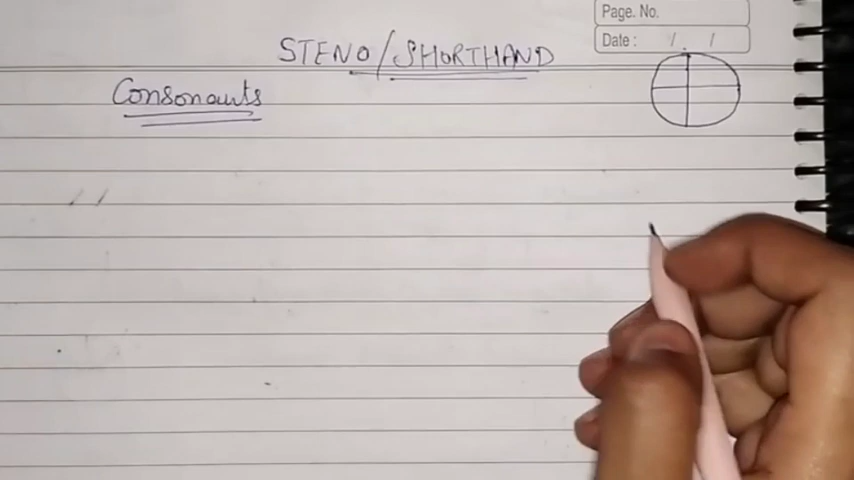 Page. No.
Date : / /
STENO/SHORTHAND
Consonants